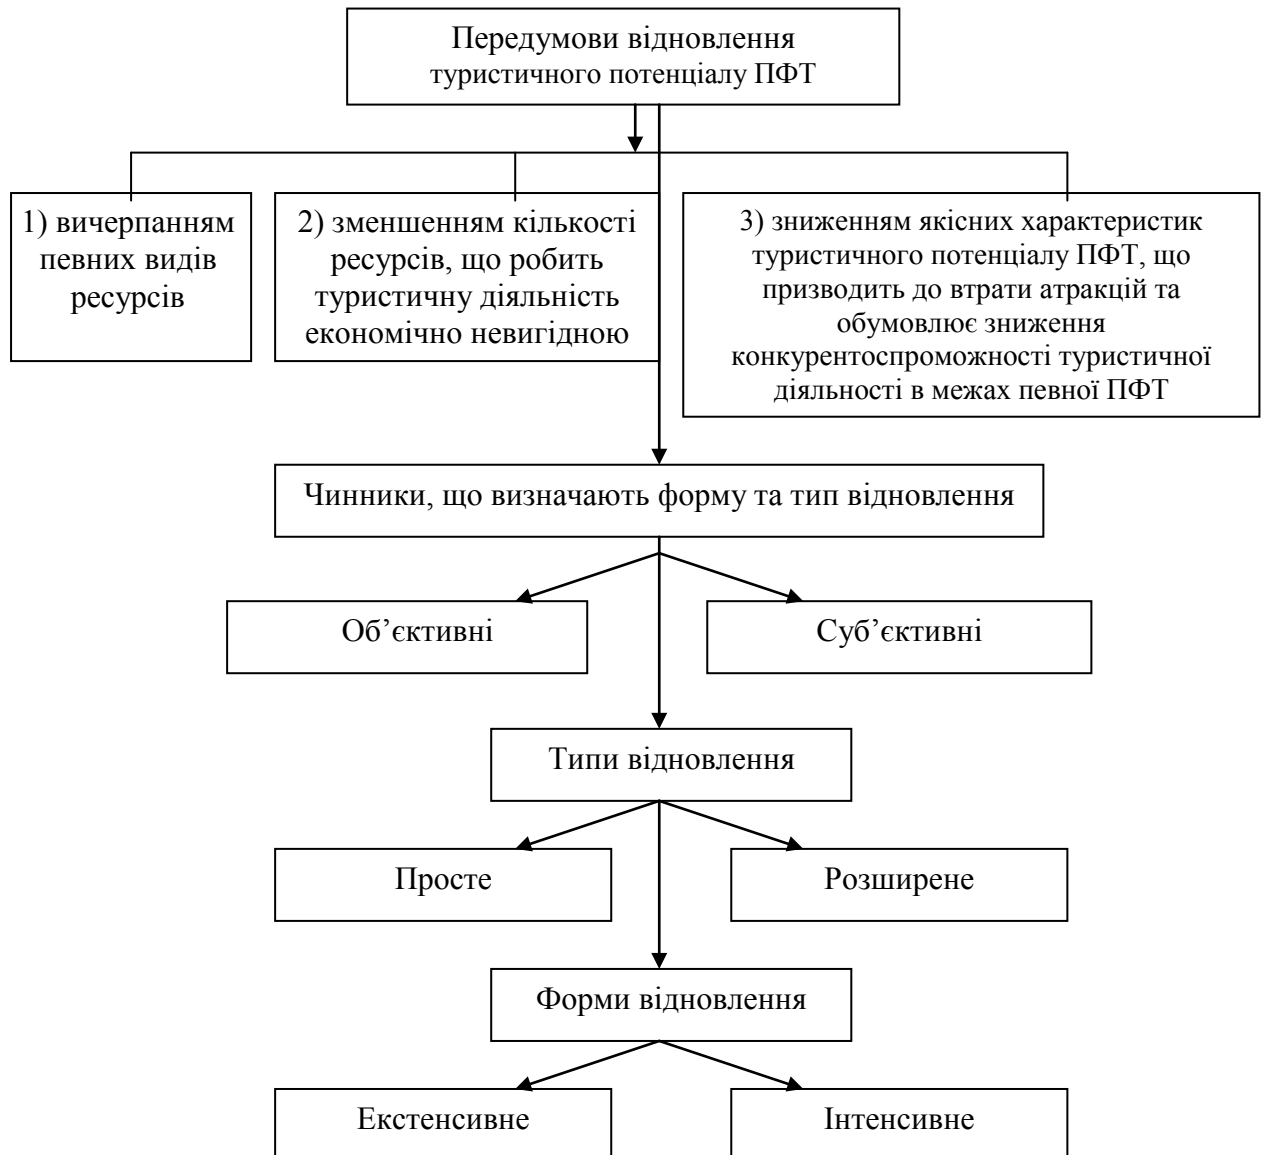 Передумови відновлення
туристичного потенціалу ПФТ
1) вичерпанням
певних видів
ресурсів
2) зменшенням кількості
ресурсів, що робить
туристичну діяльність
економічно невигідною
3) зниженням якісних характеристик
туристичного потенціалу ПФТ, що
призводить до втрати атракцій та
обумовлює зниження
конкурентоспроможності туристичної
діяльності в межах певної ПФТ
Чинники, що визначають форму та тип відновлення
Об’єктивні
Суб’єктивні
Типи відновлення
Просте
Розширене
Форми відновлення
Екстенсивне
Інтенсивне